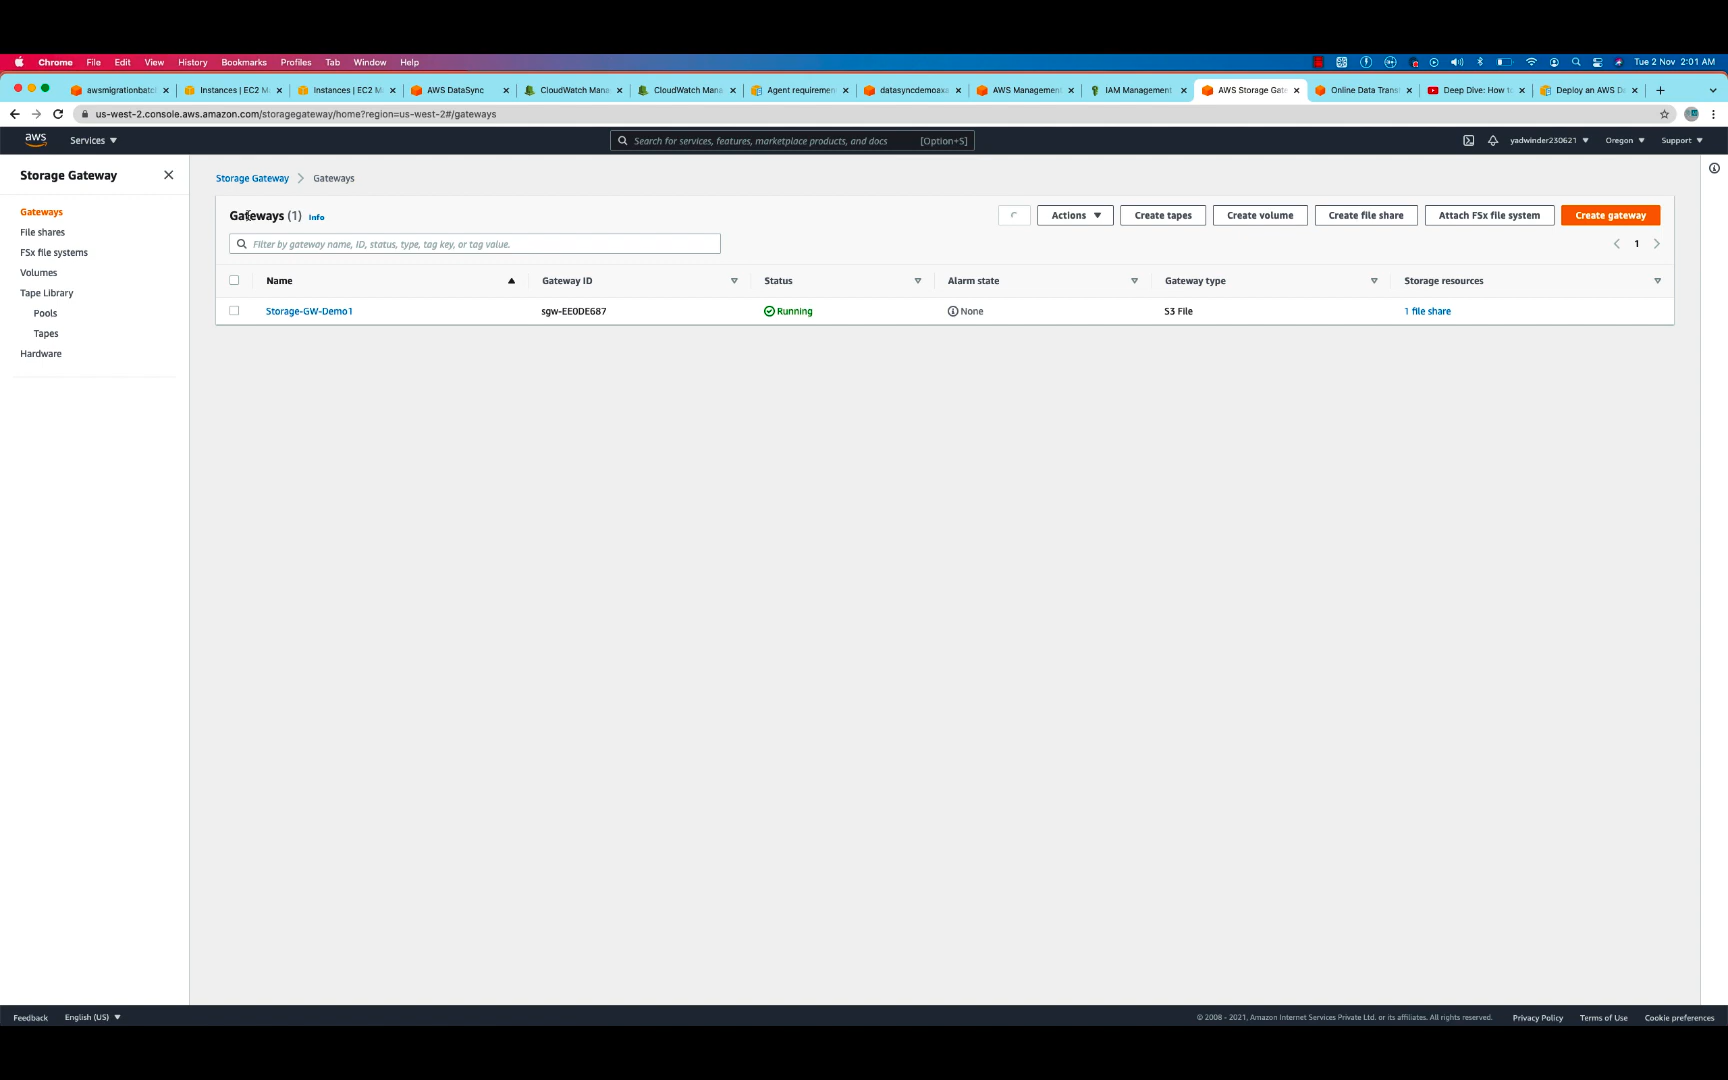 Chrome File Edit View History Bookmarks Profiles Tab Window Help Tue 2 Nov 2:01 AM
awsmigrationbatc Instances | EC2 M Instances | EC2 M AWS DataSync CloudWatch Mana CloudWatch Mana Agent requirement datasyncdemoaxa AWS Management IAM Management AWS Storage Gate Online Data Trans Deep Dive: How to Deploy an AWS D
us-west-2.console.aws.amazon.com/storagegateway/home?region=us-west-2#/gateways
aws Services Search for services, features, marketplace products, and docs [Option+S] yadwinder230621 Oregon Support
Storage Gateway
Gateways
File shares
FSx file systems
Volumes
Tape Library
Pools
Tapes
Hardware
Storage Gateway Gateways
Gateways (1) Info Actions Create tapes Create volume Create file share Attach FSx file system Create gateway
Filter by gateway name, ID, status, type, tag key, or tag value. 1
Name Gateway ID Status Alarm state Gateway type Storage resources
Storage-GW-Demo1 sgw-EE0DE687 Running None S3 File 1 file share
Feedback English (US) © 2008 - 2021, Amazon Internet Services Private Ltd. or its affiliates. All rights reserved. Privacy Policy Terms of Use Cookie preferences